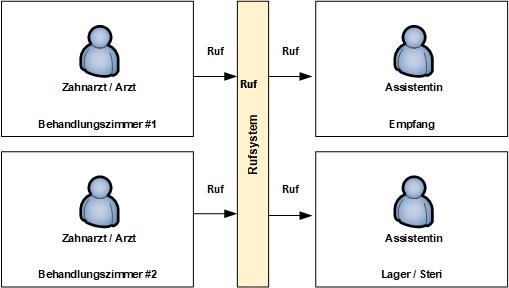 Zahnarzt / Arzt
Behandlungszimmer #1
Ruf
Ruf
Rufsystem
Ruf
Assistentin
Empfang
Zahnarzt / Arzt
Behandlungszimmer #2
Ruf
Ruf
Assistentin
Lager / Steri